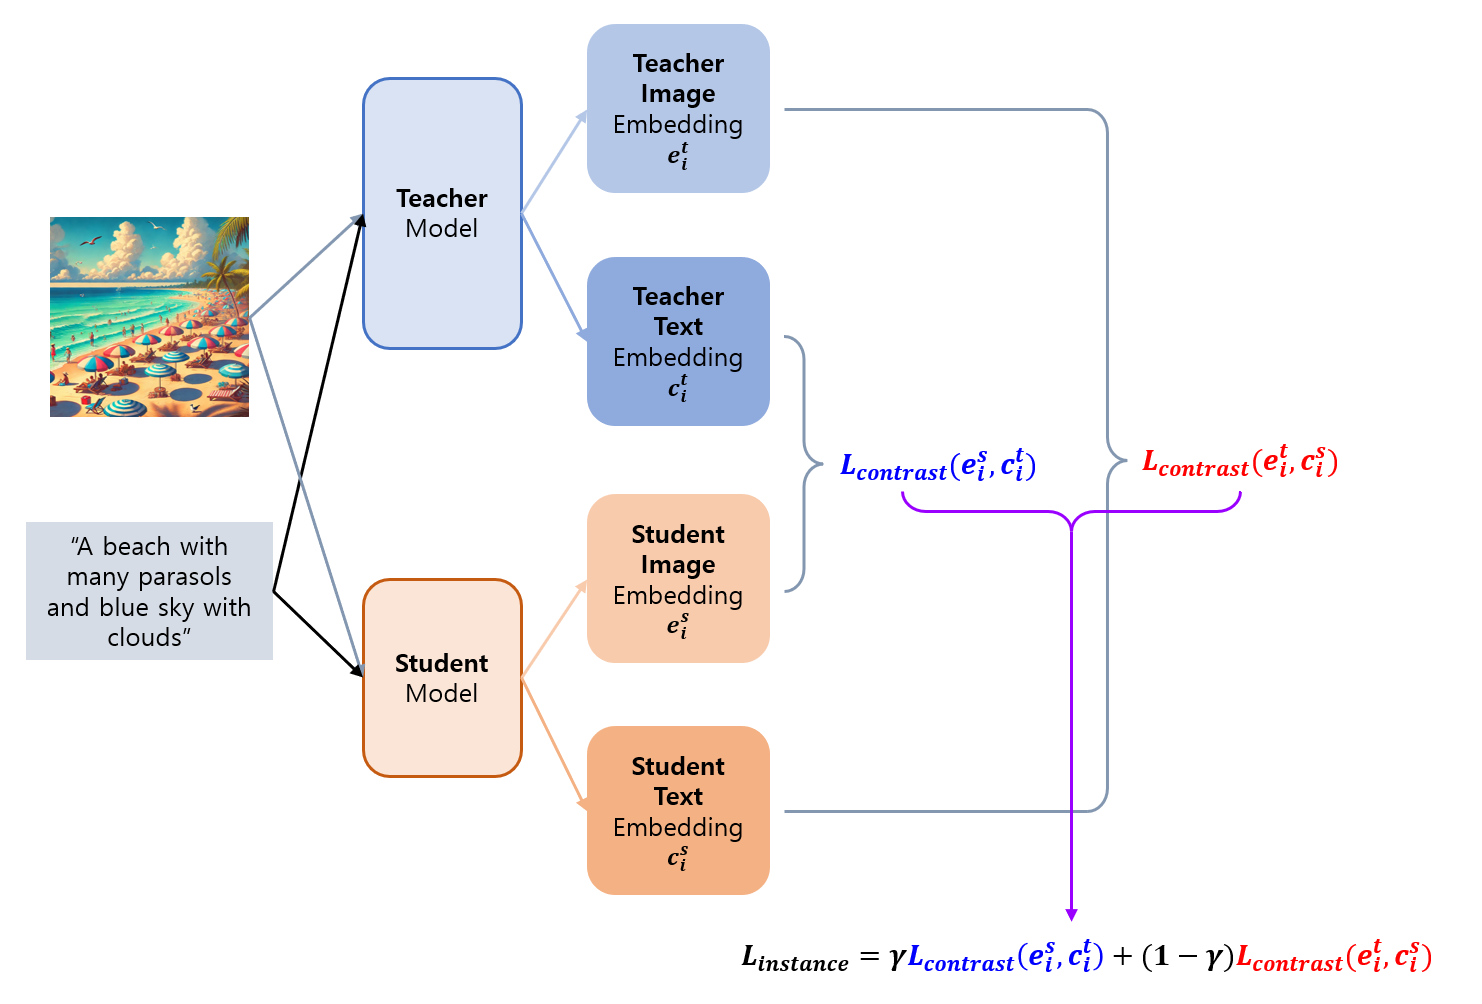 Teacher
Image
Embedding
$e_i^t$
Teacher
Model
Teacher
Text
Embedding
$c_i^t$
$L_{contrast}(e_i^s, c_i^t)$
$L_{contrast}(e_i^t, c_i^s)$
“A beach with
many parasols
and blue sky with
clouds”
Student
Image
Embedding
$e_i^s$
Student
Model
Student
Text
Embedding
$c_i^s$
$L_{instance} = \gamma L_{contrast}(e_i^s, c_i^t) + (1 - \gamma) L_{contrast}(e_i^t, c_i^s)$